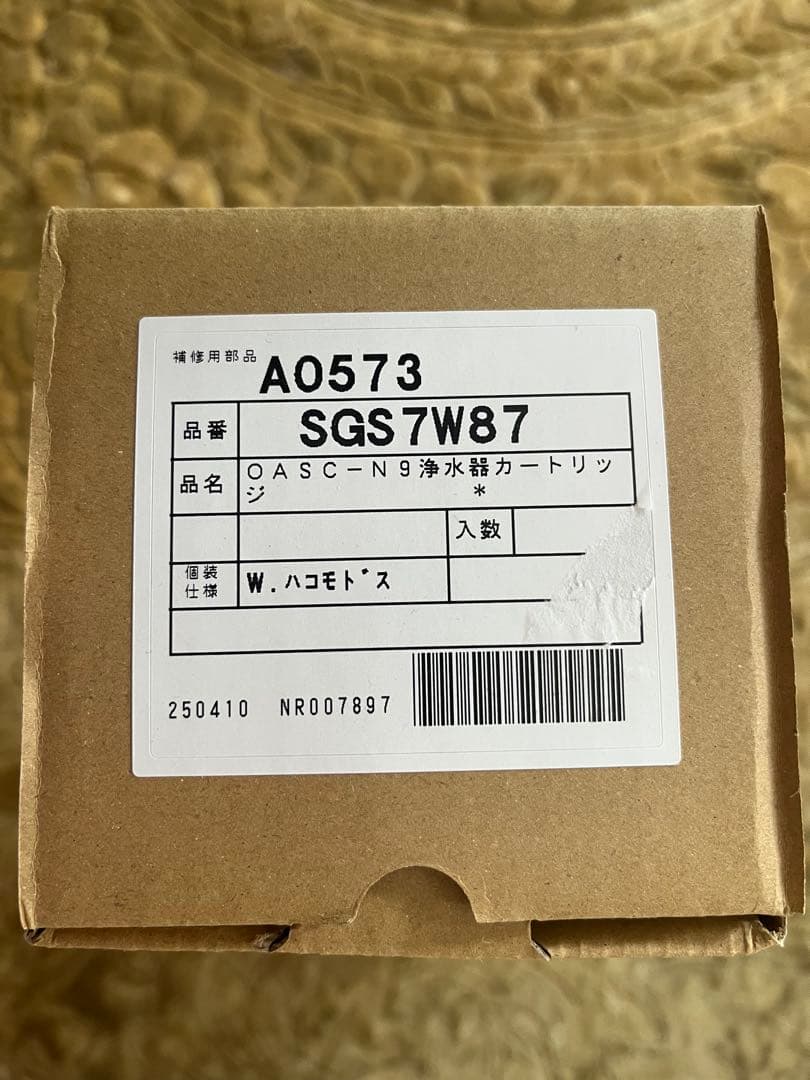 補修用部品 A0573
品番 SGS7W87
品名 OASC-N9浄水器カートリッ
ジ *
入数
個装
仕様 W.ハコモドス
250410 NR007897